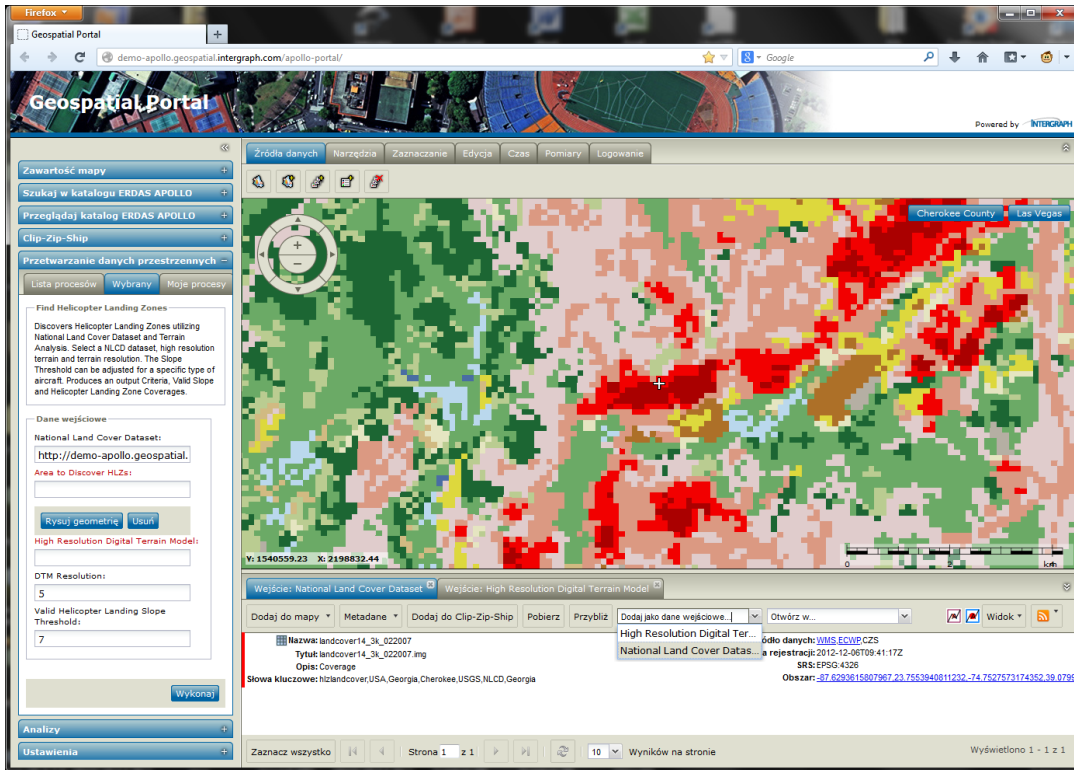 Firefox
Geospatial Portal
demo-apollo.geospatial.intergraph.com/apollo-portal/
Google
Geospatial Portal
Powered by INTERGRAPH
Zawartość mapy
Szukaj w katalogu ERDAS APOLLO
Przeglądaj katalog ERDAS APOLLO
Clip-Zip-Ship
Przetwarzanie danych przestrzennych
Lista procesów Wybrany Moje procesy
Find Helicopter Landing Zones
Discovers Helicopter Landing Zones utilizing
National Land Cover Dataset and Terrain
Analysis. Select a NLCD dataset, high resolution
terrain and terrain resolution. The Slope
Threshold can be adjusted for a specific type of
aircraft. Produces an output Criteria, Valid Slope
and Helicopter Landing Zone Coverages.
Dane wejściowe
National Land Cover Dataset:
http://demo-apollo.geospatial.
Area to Discover HLZs:
Rysuj geometrię Usuń
High Resolution Digital Terrain Model:
DTM Resolution:
5
Valid Helicopter Landing Slope
Threshold:
7
Wykonaj
Analizy
Ustawienia
Źródła danych Narzędzia Zaznaczanie Edycja Czas Pomiary Logowanie
Cherokee County Las Vegas
Y: 1540559.23 X: 2198832.44
0 2 km
Wejście: National Land Cover Dataset Wejście: High Resolution Digital Terrain Model
Dodaj do mapy Metadane Dodaj do Clip-Zip-Ship Pobierz Przybliż Dodaj jako dane wejściowe... Otwórz w... Widok
High Resolution Digital Ter...
National Land Cover Datas...
Nazwa: landcover14_3k_022007
Tytuł: landcover14_3k_022007.img
Opis: Coverage
Słowa kluczowe: hlzlandcover,USA,Georgia,Cherokee,USGS,NLCD,Georgia
ódło danych: WMS,ECWP,CZS
a rejestracji: 2012-12-06T09:41:17Z
SRS: EPSG:4326
Obszar: -87.6293615807967,23.7553940811232,-74.7527573174352,39.0799
Zaznacz wszystko Strona 1 z 1 10 Wyników na stronie Wyświetlono 1 - 1 z 1